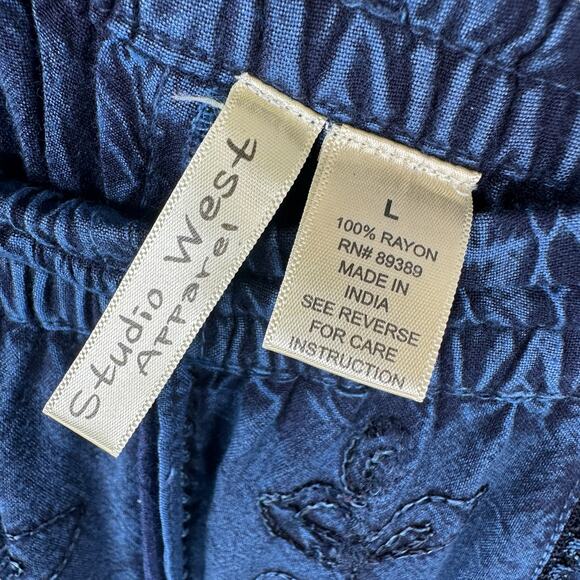 Studio West
Apparel
L
100% RAYON
RN# 89389
MADE IN
INDIA
SEE REVERSE
FOR CARE
INSTRUCTION